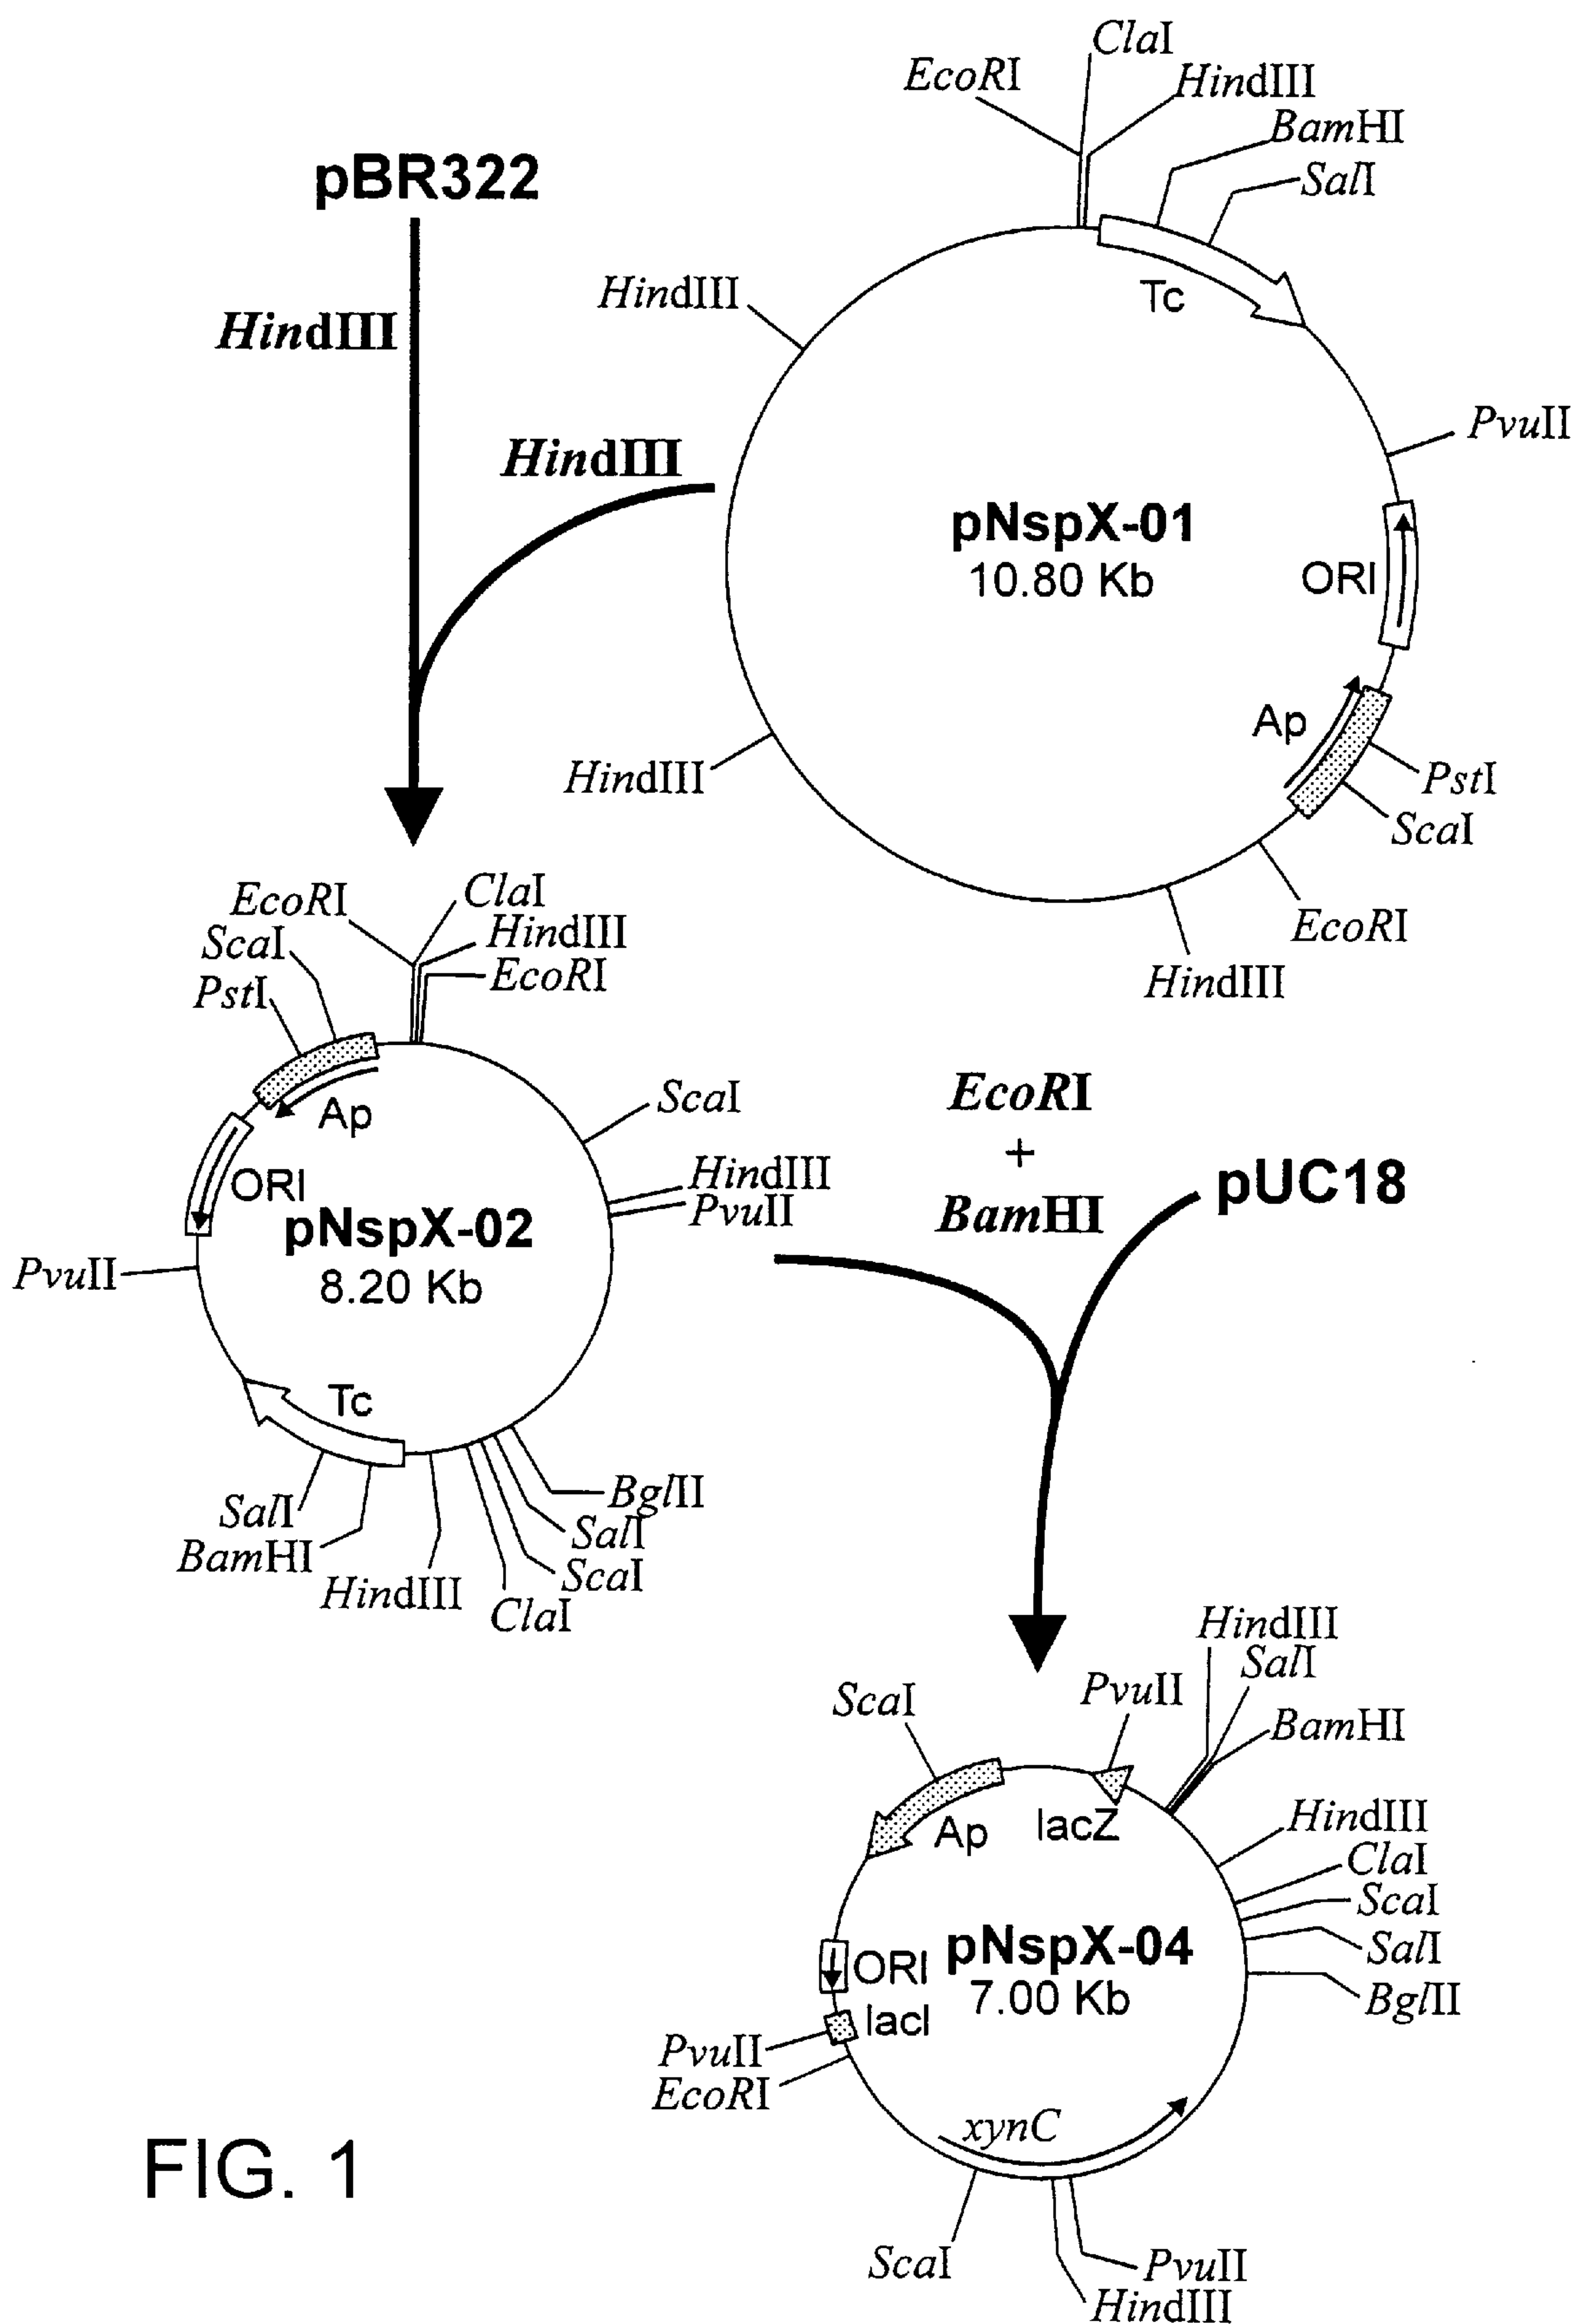 ClaI
EcoRI
HindIII
BamHI
SalI
pBR322
HindIII
Tc
HindIII
PvuII
HindIII
pNspX-01
10.80 Kb
ORI
Ap
HindIII
PstI
ScaI
EcoRI
HindIII
EcoRI
ClaI
ScaI
HindIII
PstI
EcoRI
Ap
ScaI
EcoRI
+
BamHI
ORI
HindIII
PvuII
pUC18
pNspX-02
8.20 Kb
PvuII
Tc
BglII
SalI
SalI
BamHI
ScaI
HindIII
ClaI
HindIII
SalI
PvuII
ScaI
BamHI
Ap
lacZ
HindIII
ClaI
ScaI
pNspX-04
7.00 Kb
SalI
ORI
BglII
lacI
PvuII
EcoRI
xynC
FIG. 1
ScaI
PvuII
HindIII